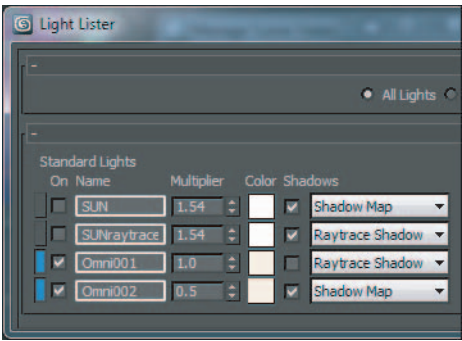 Light Lister
All Lights
Standard Lights
On Name Multiplier Color Shadows
SUN 1.54 Shadow Map
SUNraytrace 1.54 Raytrace Shadow
Omni001 1.0 Raytrace Shadow
Omni002 0.5 Shadow Map